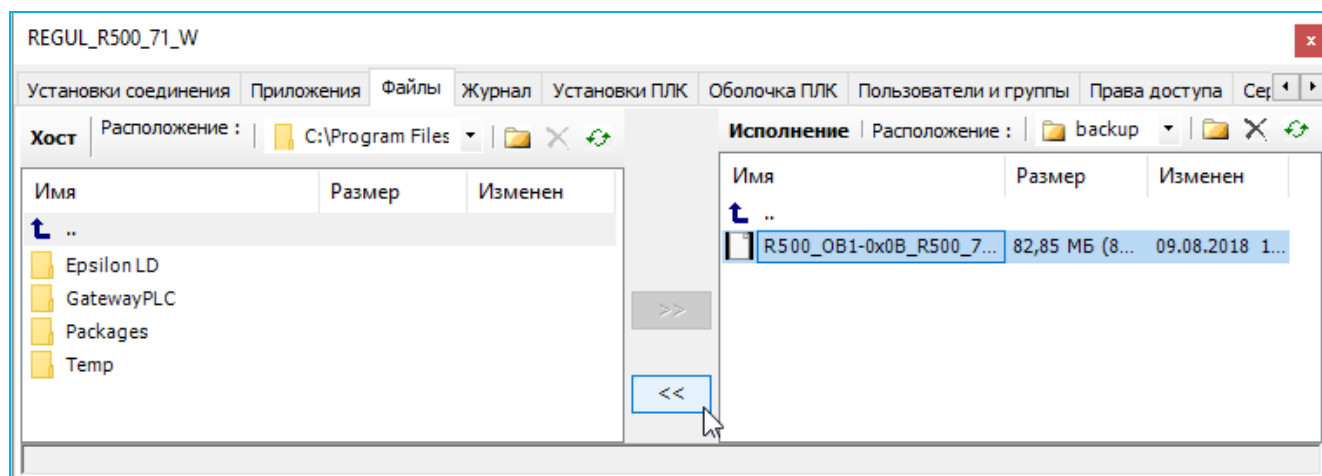 REGUL_R500_71_W
x
Установки соединения Приложения Файлы Журнал Установки ПЛК Оболочка ПЛК Пользователи и группы Права доступа Сер
Хост Расположение : C:\Program Files
Исполнение Расположение : backup
Имя Размер Изменен
..
Epsilon LD
GatewayPLC
Packages
Temp
>>
<<
Имя Размер Изменен
..
R500_OB1-0x0B_R500_7... 82,85 МБ (8... 09.08.2018 1...